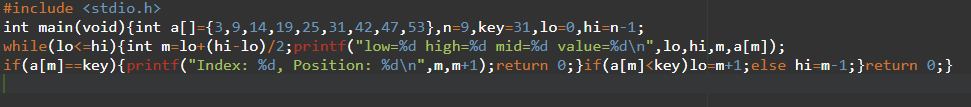 #include <stdio.h>
int main(void){int a[]={3,9,14,19,25,31,42,47,53},n=9,key=31,lo=0,hi=n-1;
while(lo<=hi){int m=lo+(hi-lo)/2;printf("low=%d high=%d mid=%d value=%d\n",lo,hi,m,a[m]);
if(a[m]==key){printf("Index: %d, Position: %d\n",m,m+1);return 0;}if(a[m]<key)lo=m+1;else hi=m-1;}return 0;}